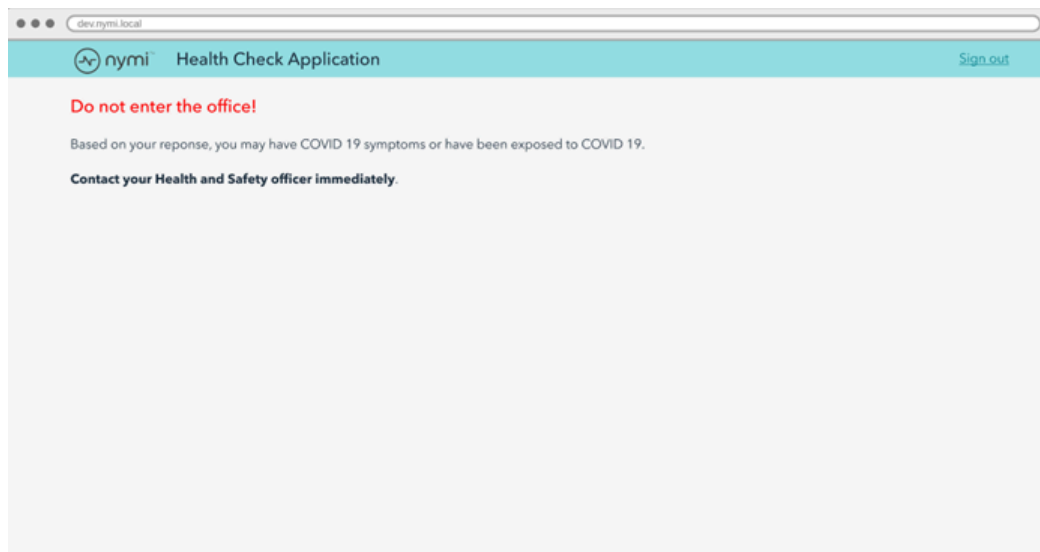 dev.nymi.local
nymi™ Health Check Application Sign out
Do not enter the office!
Based on your reponse, you may have COVID 19 symptoms or have been exposed to COVID 19.
Contact your Health and Safety officer immediately.